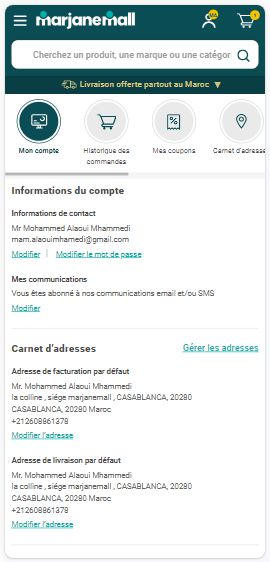 marjanemall
MA
1
Cherchez un produit, une marque ou une catégor
Livraison offerte partout au Maroc ▼
Mon compte
Historique des commandes
Mes coupons
Carnet d'adresse
Informations du compte
Informations de contact
Mr Mohammed Alaoui Mhammedi
mam.alaouimhamedi@gmail.com
Modifier | Modifier le mot de passe
Mes communications
Vous êtes abonné à nos communications email et/ou SMS
Modifier
Carnet d'adresses Gérer les adresses
Adresse de facturation par défaut
Mr. Mohammed Alaoui Mhammedi
la colline , siége marjanemall , CASABLANCA, 20280
CASABLANCA, 20280 Maroc
+212608861378
Modifier l'adresse
Adresse de livraison par défaut
Mr. Mohammed Alaoui Mhammedi
la colline , siége marjanemall , CASABLANCA, 20280
CASABLANCA, 20280 Maroc
+212608861378
Modifier l'adresse